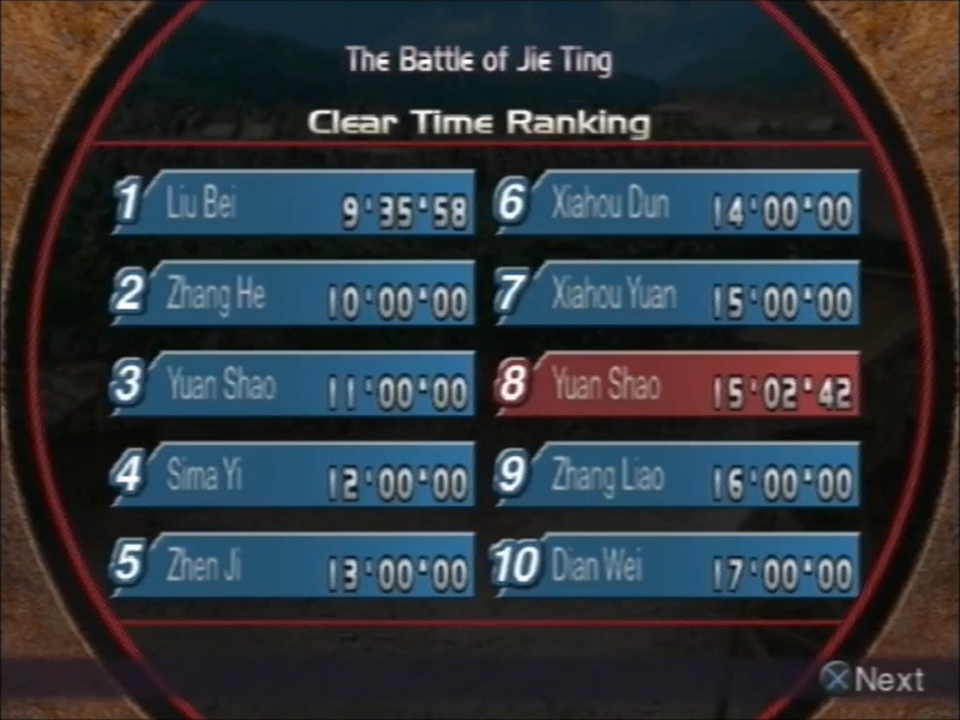 The Battle of Jie Ting
Clear Time Ranking
1 Liu Bei 9'35"58
2 Zhang He 10'00"00
3 Yuan Shao 11'00"00
4 Sima Yi 12'00"00
5 Zhen Ji 13'00"00
6 Xiahou Dun 14'00"00
7 Xiahou Yuan 15'00"00
8 Yuan Shao 15'02"42
9 Zhang Liao 16'00"00
10 Dian Wei 17'00"00
Next